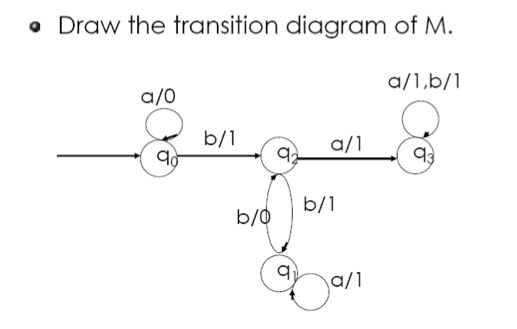 • Draw the transition diagram of M.
a/1,b/1
a/0
b/1
a/1
q0
q2
q3
b/0
b/1
q1
a/1